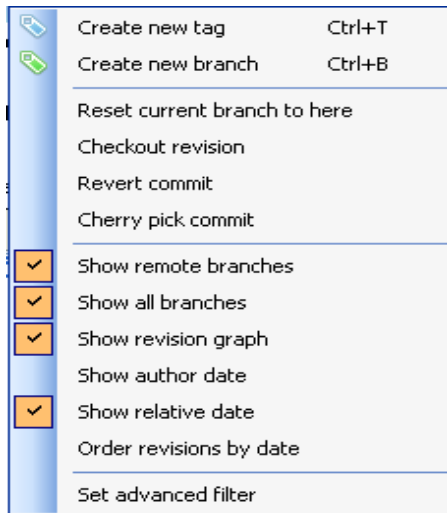 Create new tag Ctrl+T
Create new branch Ctrl+B
Reset current branch to here
Checkout revision
Revert commit
Cherry pick commit
Show remote branches
Show all branches
Show revision graph
Show author date
Show relative date
Order revisions by date
Set advanced filter